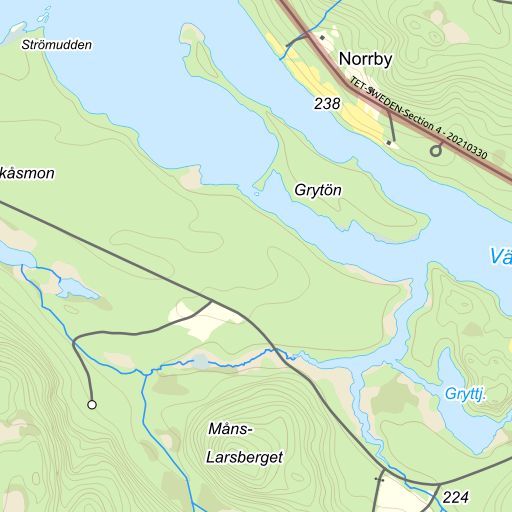 Strömudden
Norrby
TET-SWEDEN-Section 4 - 20210330
238
kåsmon
Grytön
Vä
Gryttj.
Måns-
Larsberget
224